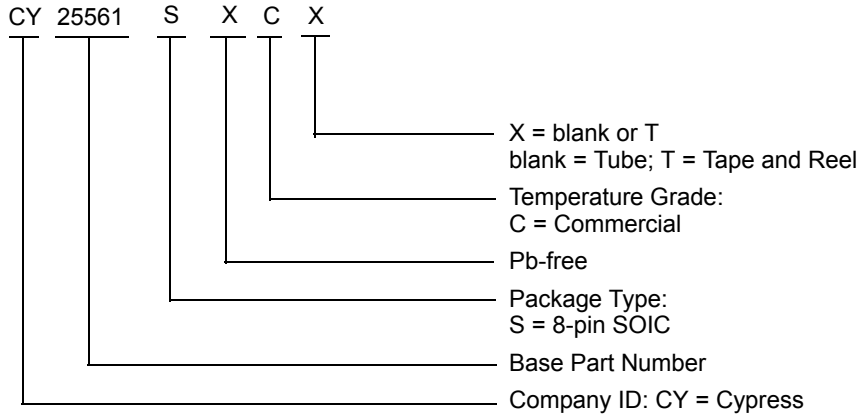 CY 25561 S X C X
X = blank or T
blank = Tube; T = Tape and Reel
Temperature Grade:
C = Commercial
Pb-free
Package Type:
S = 8-pin SOIC
Base Part Number
Company ID: CY = Cypress